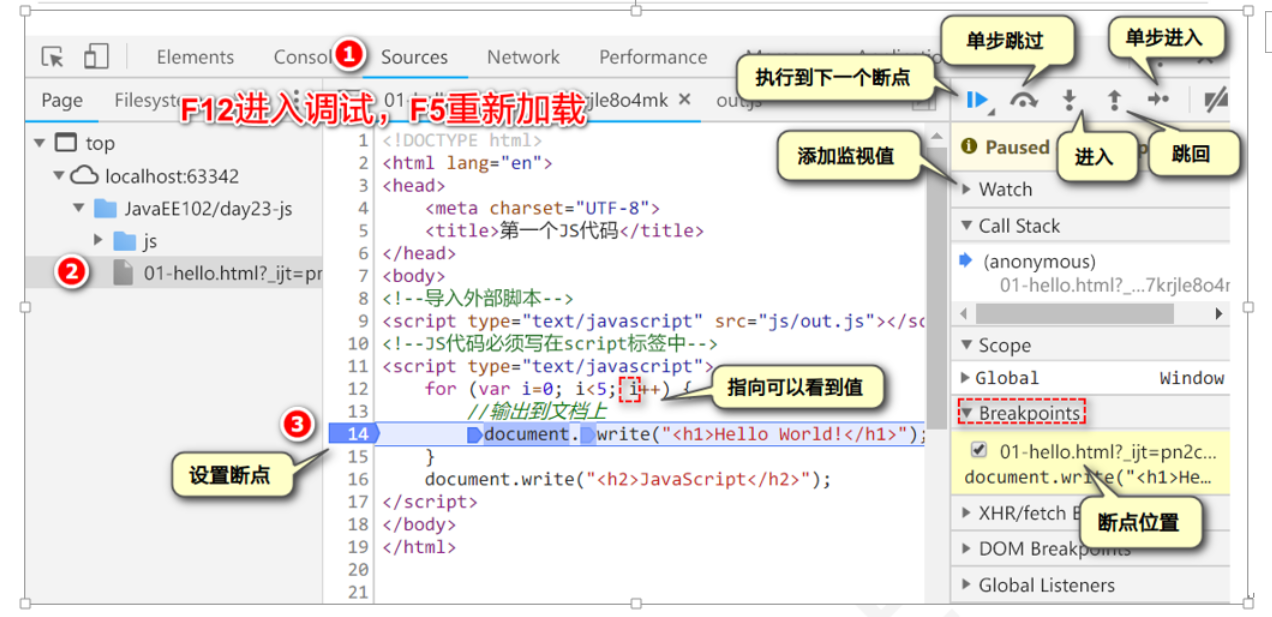 Elements Conso Sources Network Performance
①
单步跳过
单步进入
执行到下一个断点
Page Filesyste 01-hel jle8o4mk × out.js
F12进入调试，F5重新加载
进入
跳回
添加监视值
top
localhost:63342
JavaEE102/day23-js
js
②
01-hello.html?_ijt=pn
1 <!DOCTYPE html>
2 <html lang="en">
3 <head>
4 <meta charset="UTF-8">
5 <title>第一个JS代码</title>
6 </head>
7 <body>
8 <!--导入外部脚本-->
9 <script type="text/javascript" src="js/out.js"></sc
10 <!--JS代码必须写在script标签中-->
11 <script type="text/javascript">
12 for (var i=0; i<5; i++) {
指向可以看到值
13 //输出到文档上
③
14 document.write("<h1>Hello World!</h1>");
设置断点
15 }
16 document.write("<h2>JavaScript</h2>");
17 </script>
18 </body>
19 </html>
20
21
Paused
Watch
Call Stack
(anonymous)
01-hello.html?_…7krjle8o4r
Scope
Global Window
Breakpoints
01-hello.html?_ijt=pn2c…
document.write("<h1>He…
XHR/fetch B
断点位置
DOM Breakpoints
Global Listeners